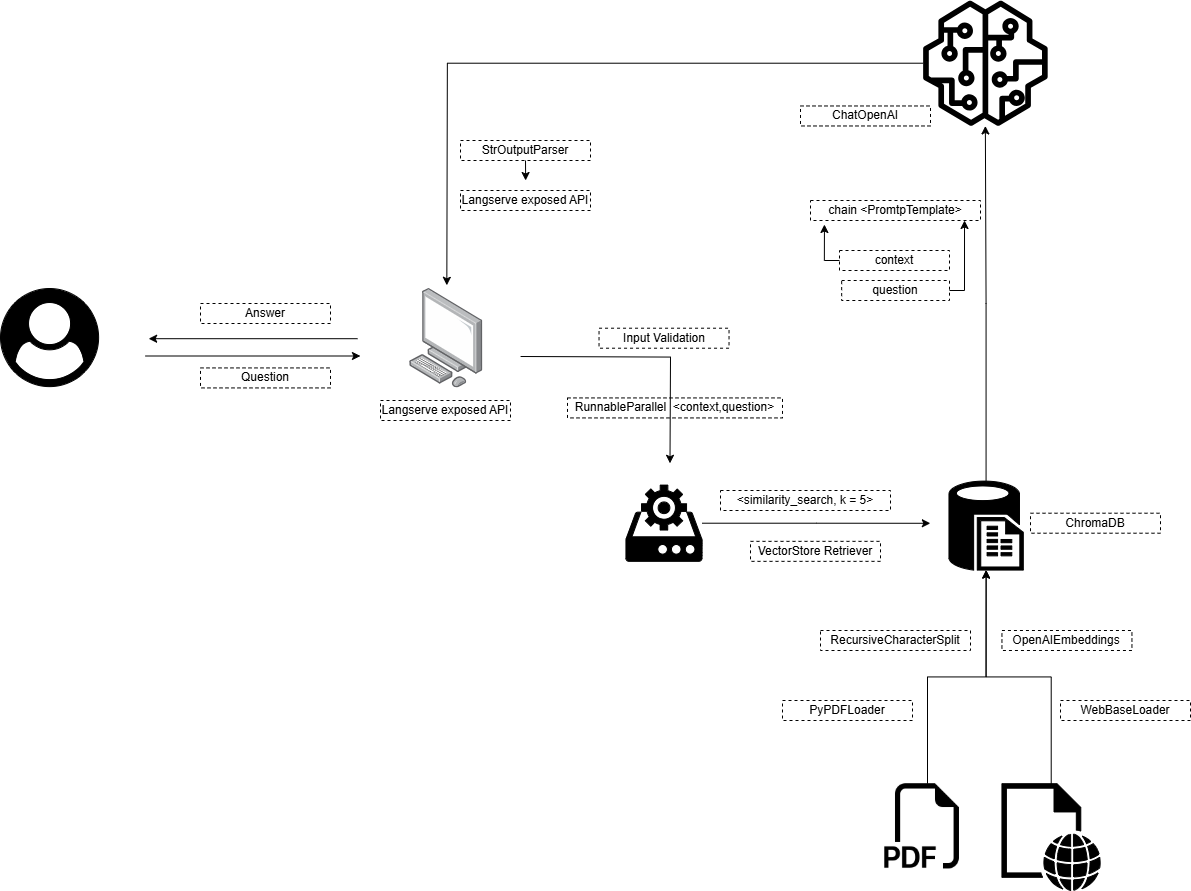 ChatOpenAI
StrOutputParser
Langserve exposed API
chain <PromtpTemplate>
context
question
Answer
Question
Langserve exposed API
Input Validation
RunnableParallel <context,question>
<similarity_search, k = 5>
VectorStore Retriever
ChromaDB
RecursiveCharacterSplit
OpenAIEmbeddings
PyPDFLoader
WebBaseLoader
PDF